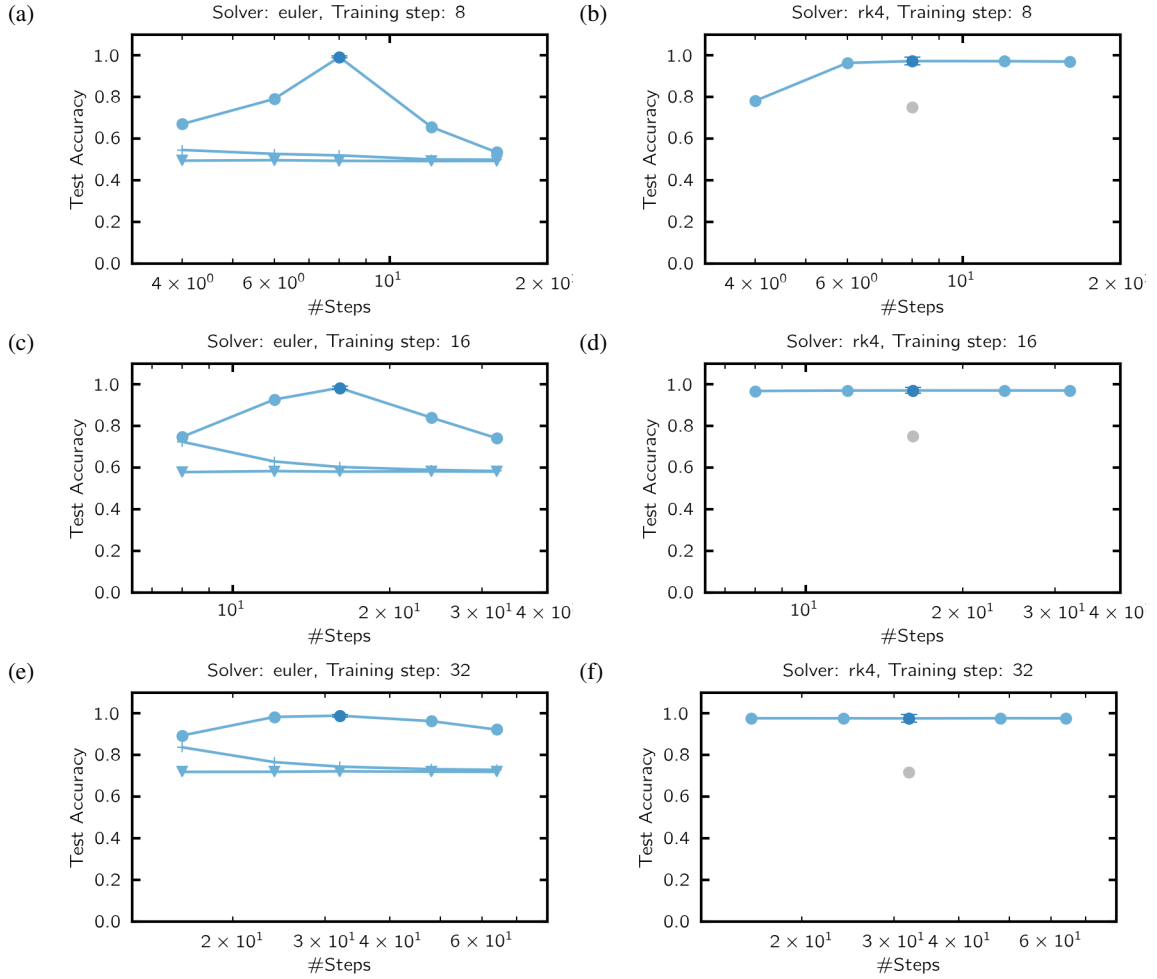 (a)
Solver: euler, Training step: 8
Test Accuracy
1.0
0.8
0.6
0.4
0.2
0.0
4 × 10⁰ 6 × 10⁰ 10¹ 2 × 10
#Steps
(b)
Solver: rk4, Training step: 8
Test Accuracy
1.0
0.8
0.6
0.4
0.2
0.0
4 × 10⁰ 6 × 10⁰ 10¹ 2 × 10
#Steps
(c)
Solver: euler, Training step: 16
Test Accuracy
1.0
0.8
0.6
0.4
0.2
0.0
10¹ 2 × 10¹ 3 × 10¹ 4 × 10
#Steps
(d)
Solver: rk4, Training step: 16
Test Accuracy
1.0
0.8
0.6
0.4
0.2
0.0
10¹ 2 × 10¹ 3 × 10¹ 4 × 10
#Steps
(e)
Solver: euler, Training step: 32
Test Accuracy
1.0
0.8
0.6
0.4
0.2
0.0
2 × 10¹ 3 × 10¹ 4 × 10¹ 6 × 10¹
#Steps
(f)
Solver: rk4, Training step: 32
Test Accuracy
1.0
0.8
0.6
0.4
0.2
0.0
2 × 10¹ 3 × 10¹ 4 × 10¹ 6 × 10¹
#Steps